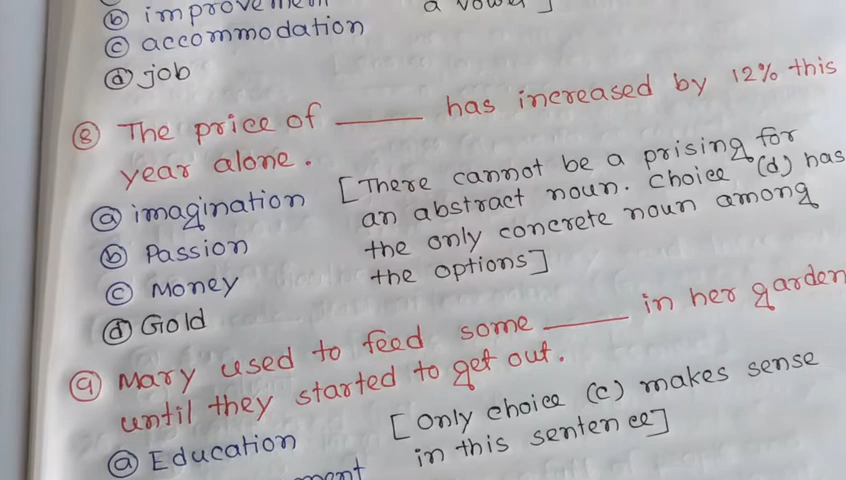 ⓑ improvement
a vowel]
ⓒ accommodation
ⓓ job
⑧ The price of ____ has increased by 12% this
year alone.
ⓐ imagination
ⓑ Passion
ⓒ Money
ⓓ Gold
[There cannot be a prising for
an abstract noun. Choice (d) has
the only concrete noun among
the options]
⑨ Mary used to feed some ____ in her garden
until they started to get out.
ⓐ Education
[Only choice (c) makes sense
in this sentence]